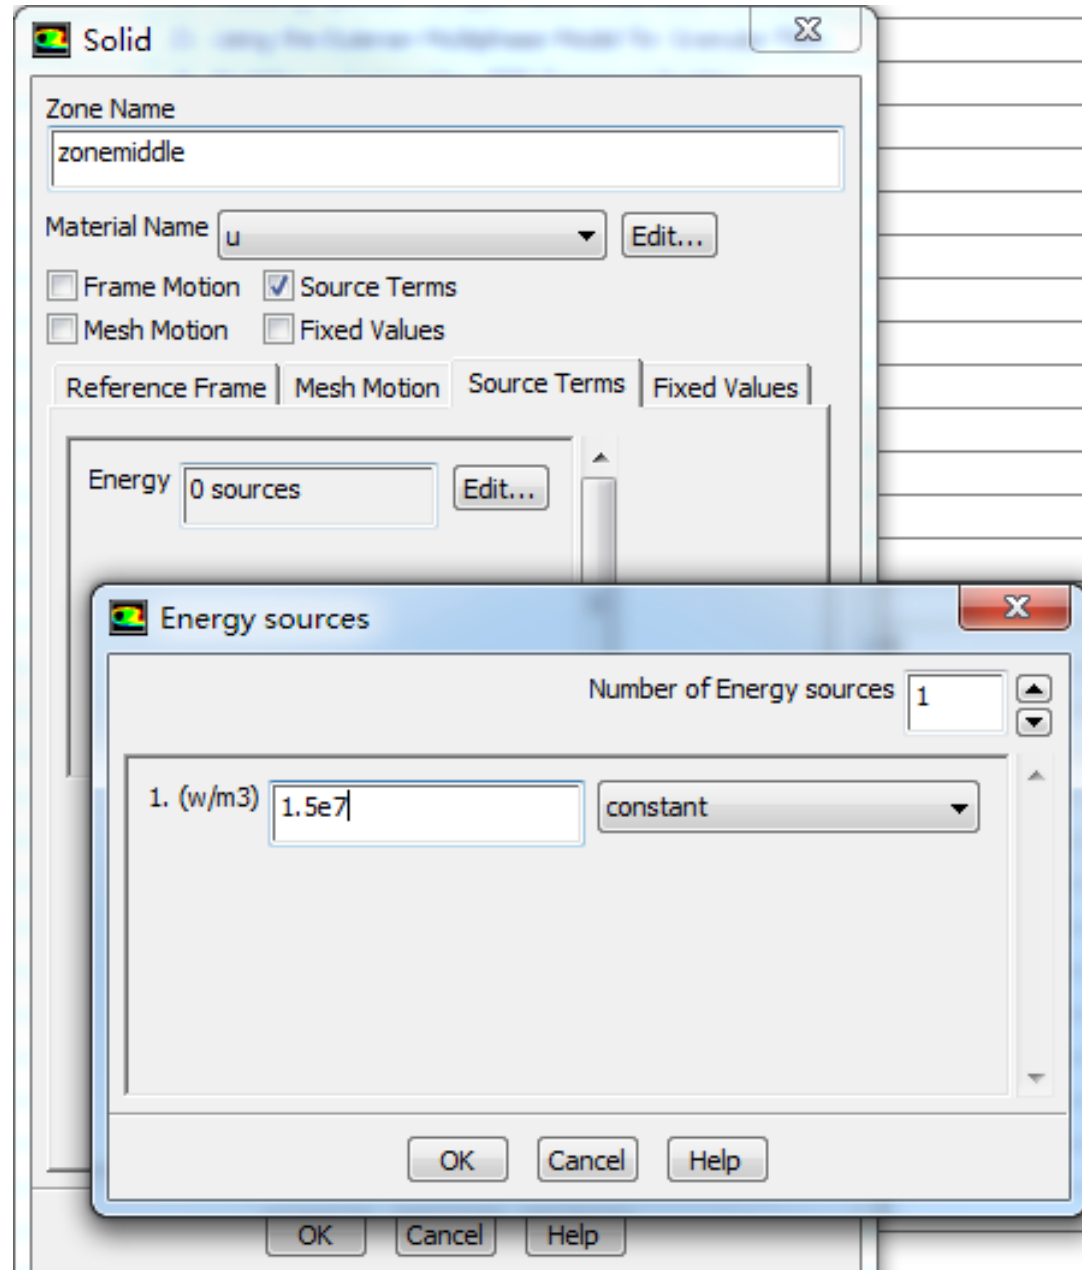 Solid
Zone Name
zonemiddle
Material Name u Edit...
Frame Motion Source Terms
Mesh Motion Fixed Values
Reference Frame Mesh Motion Source Terms Fixed Values
Energy 0 sources Edit...
Energy sources
Number of Energy sources 1
1. (w/m3) 1.5e7 constant
OK Cancel Help
OK Cancel Help